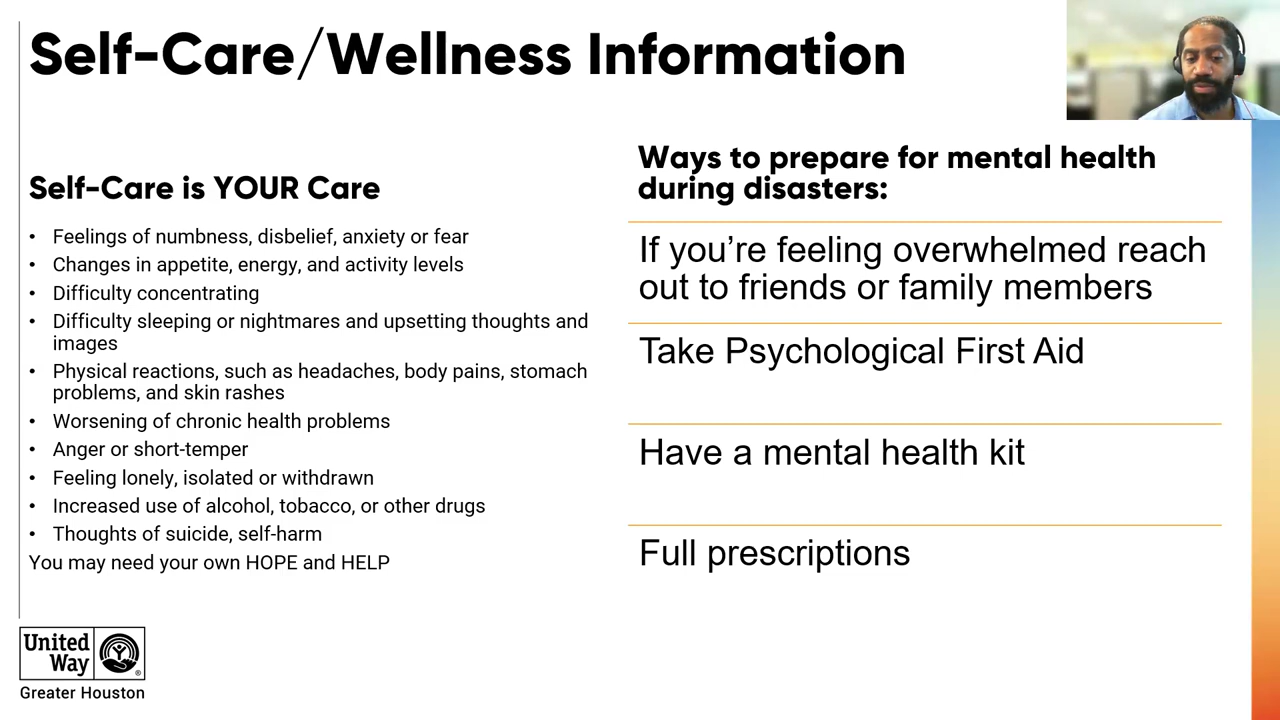 Self-Care/Wellness Information
Self-Care is YOUR Care
• Feelings of numbness, disbelief, anxiety or fear
• Changes in appetite, energy, and activity levels
• Difficulty concentrating
• Difficulty sleeping or nightmares and upsetting thoughts and
images
• Physical reactions, such as headaches, body pains, stomach
problems, and skin rashes
• Worsening of chronic health problems
• Anger or short-temper
• Feeling lonely, isolated or withdrawn
• Increased use of alcohol, tobacco, or other drugs
• Thoughts of suicide, self-harm
You may need your own HOPE and HELP
Ways to prepare for mental health
during disasters:
If you’re feeling overwhelmed reach
out to friends or family members
Take Psychological First Aid
Have a mental health kit
Full prescriptions
United
Way
®
Greater Houston